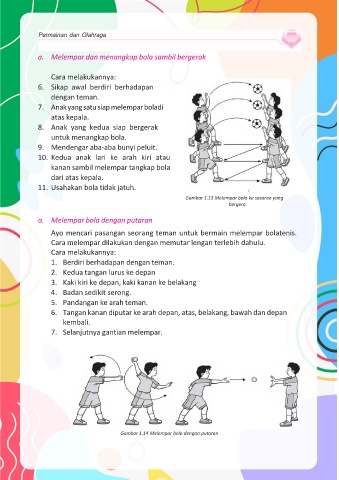 Permainan dan Olahraga
a. Melempar dan menangkap bola sambil bergerak
Cara melakukannya:
6. Sikap awal berdiri berhadapan
dengan teman.
7. Anak yang satu siap melempar bola di
atas kepala.
8. Anak yang kedua siap bergerak
untuk menangkap bola.
9. Mendengar aba-aba bunyi peluit.
10. Kedua anak lari ke arah kiri atau
kanan sambil melempar tangkap bola
dari atas kepala.
11. Usahakan bola tidak jatuh.
Gambar 1.13 Melempar bola ke sasaran yang
bergera
a. Melempar bola dengan putaran
Ayo mencari pasangan seorang teman untuk bermain melempar bolatenis.
Cara melempar dilakukan dengan memutar lengan terlebih dahulu.
Cara melakukannya:
1. Berdiri berhadapan dengan teman.
2. Kedua tangan lurus ke depan
3. Kaki kiri ke depan, kaki kanan ke belakang
4. Badan sedikit serong.
5. Pandangan ke arah teman.
6. Tangan kanan diputar ke arah depan, atas, belakang, bawah dan depan
kembali.
7. Selanjutnya gantian melempar.
Gambar 1.14 Melempar bola dengan putaran